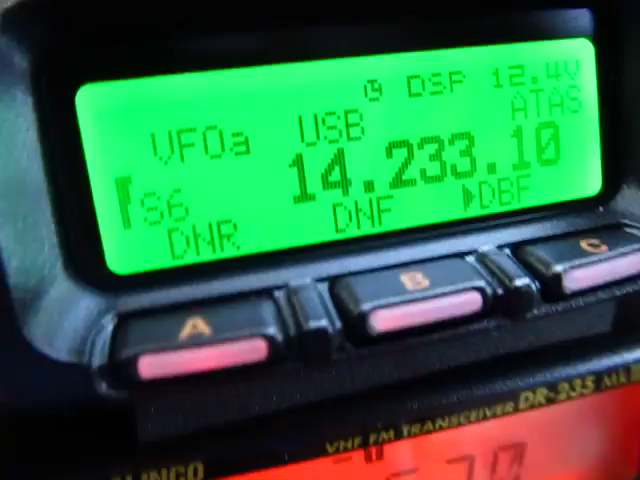 DSP 12.4V
ATAS
VFOa USB
14.233.10
S6
DNR DNF DBF
A B C
VHF FM TRANSCEIVER DR-235